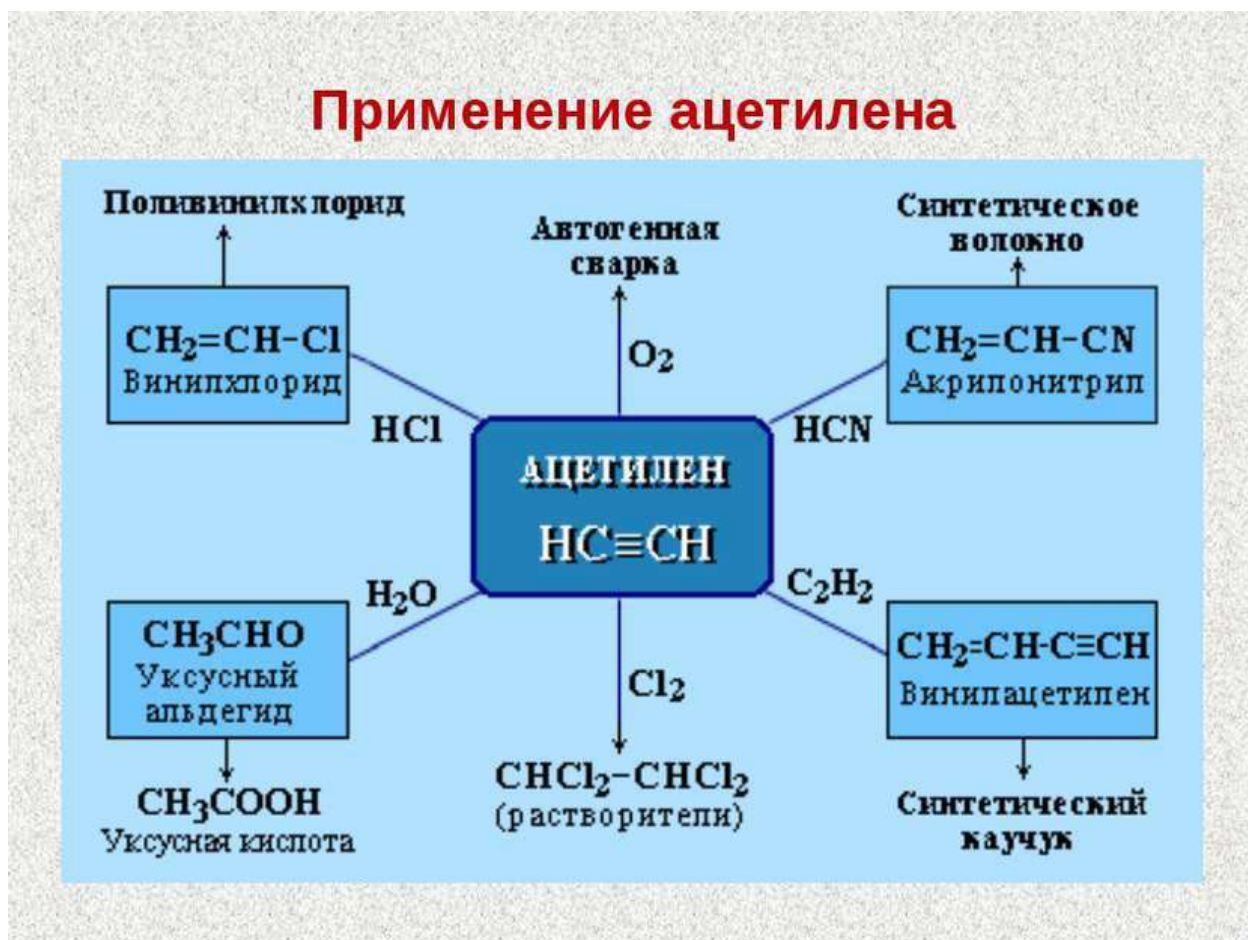 Применение ацетилена
Поливинилхлорид
CH₂=CH-Cl
Винилхлорид
HCl
Автогенная
сварка
O₂
Синтетическое
волокно
CH₂=CH-CN
Акрилонитрил
HCN
АЦЕТИЛЕН
HC≡CH
H₂O
CH₃CHO
Уксусный
альдегид
CH₃COOH
Уксусная кислота
Cl₂
CHCl₂-CHCl₂
(растворители)
C₂H₂
CH₂=CH-C≡CH
Винилацетилен
Синтетический
каучук